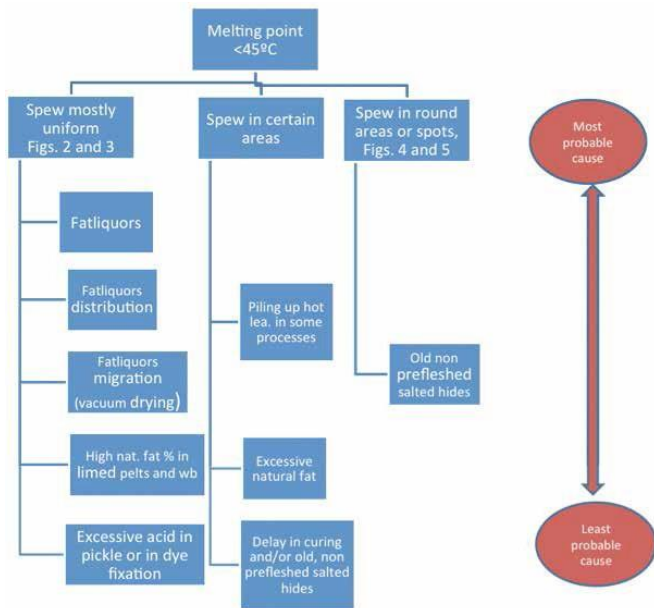 Melting point
<45ºC
Spew mostly
uniform
Figs. 2 and 3
Spew in certain
areas
Spew in round
areas or spots,
Figs. 4 and 5
Most
probable
cause
Fatliquors
Fatliquors
distribution
Piling up hot
lea. in some
processes
Fatliquors
migration
(vacuum drying)
Old non
prefleshed
salted hides
High nat. fat % in
limed pelts and wb
Excessive
natural fat
Excessive acid in
pickle or in dye
fixation
Delay in curing
and/or old, non
prefleshed salted
hides
Least
probable
cause